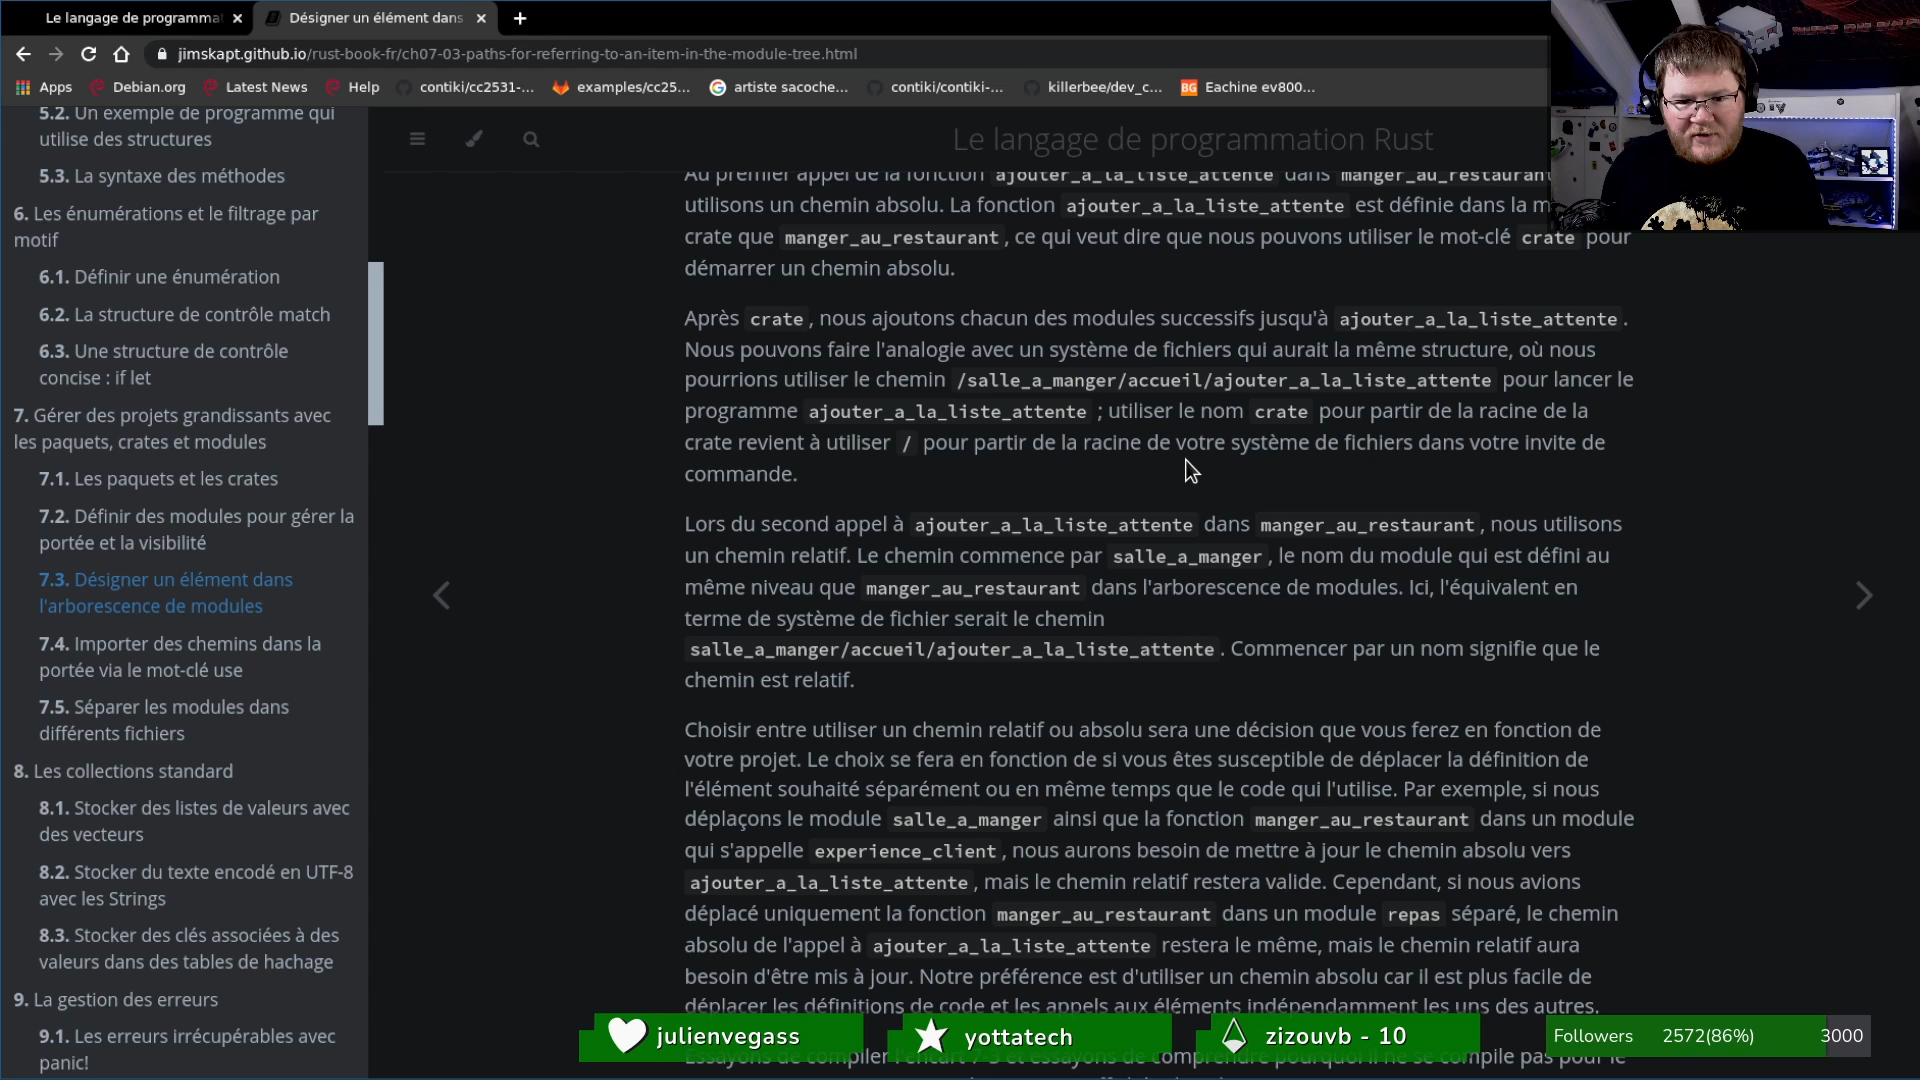 Le langage de programma
Désigner un élément dans
jimskapt.github.io/rust-book-fr/ch07-03-paths-for-referring-to-an-item-in-the-module-tree.html
Apps
Debian.org
Latest News
Help
contiki/cc2531-...
examples/cc25...
artiste sacoche...
contiki/contiki-...
killerbee/dev_c...
BG
Eachine ev800...
5.2. Un exemple de programme qui
utilise des structures
5.3. La syntaxe des méthodes
6. Les énumérations et le filtrage par
motif
6.1. Définir une énumération
6.2. La structure de contrôle match
6.3. Une structure de contrôle
concise : if let
7. Gérer des projets grandissants avec
les paquets, crates et modules
7.1. Les paquets et les crates
7.2. Définir des modules pour gérer la
portée et la visibilité
7.3. Désigner un élément dans
l'arborescence de modules
7.4. Importer des chemins dans la
portée via le mot-clé use
7.5. Séparer les modules dans
différents fichiers
8. Les collections standard
8.1. Stocker des listes de valeurs avec
des vecteurs
8.2. Stocker du texte encodé en UTF-8
avec les Strings
8.3. Stocker des clés associées à des
valeurs dans des tables de hachage
9. La gestion des erreurs
9.1. Les erreurs irrécupérables avec
panic!
Le langage de programmation Rust
Au premier appel de la fonction ajouter_a_la_liste_attente dans manger_au_restaurant
utilisons un chemin absolu. La fonction ajouter_a_la_liste_attente est définie dans la m
crate que manger_au_restaurant, ce qui veut dire que nous pouvons utiliser le mot-clé crate pour
démarrer un chemin absolu.
Après crate, nous ajoutons chacun des modules successifs jusqu'à ajouter_a_la_liste_attente.
Nous pouvons faire l'analogie avec un système de fichiers qui aurait la même structure, où nous
pourrions utiliser le chemin /salle_a_manger/accueil/ajouter_a_la_liste_attente pour lancer le
programme ajouter_a_la_liste_attente ; utiliser le nom crate pour partir de la racine de la
crate revient à utiliser / pour partir de la racine de votre système de fichiers dans votre invite de
commande.
Lors du second appel à ajouter_a_la_liste_attente dans manger_au_restaurant, nous utilisons
un chemin relatif. Le chemin commence par salle_a_manger, le nom du module qui est défini au
même niveau que manger_au_restaurant dans l'arborescence de modules. Ici, l'équivalent en
terme de système de fichier serait le chemin
salle_a_manger/accueil/ajouter_a_la_liste_attente. Commencer par un nom signifie que le
chemin est relatif.
Choisir entre utiliser un chemin relatif ou absolu sera une décision que vous ferez en fonction de
votre projet. Le choix se fera en fonction de si vous êtes susceptible de déplacer la définition de
l'élément souhaité séparément ou en même temps que le code qui l'utilise. Par exemple, si nous
déplaçons le module salle_a_manger ainsi que la fonction manger_au_restaurant dans un module
qui s'appelle experience_client, nous aurons besoin de mettre à jour le chemin absolu vers
ajouter_a_la_liste_attente, mais le chemin relatif restera valide. Cependant, si nous avions
déplacé uniquement la fonction manger_au_restaurant dans un module repas séparé, le chemin
absolu de l'appel à ajouter_a_la_liste_attente restera le même, mais le chemin relatif aura
besoin d'être mis à jour. Notre préférence est d'utiliser un chemin absolu car il est plus facile de
déplacer les définitions de code et les appels aux éléments indépendamment les uns des autres.
julienvegass
yottatech
zizouvb - 10
Followers 2572(86%) 3000